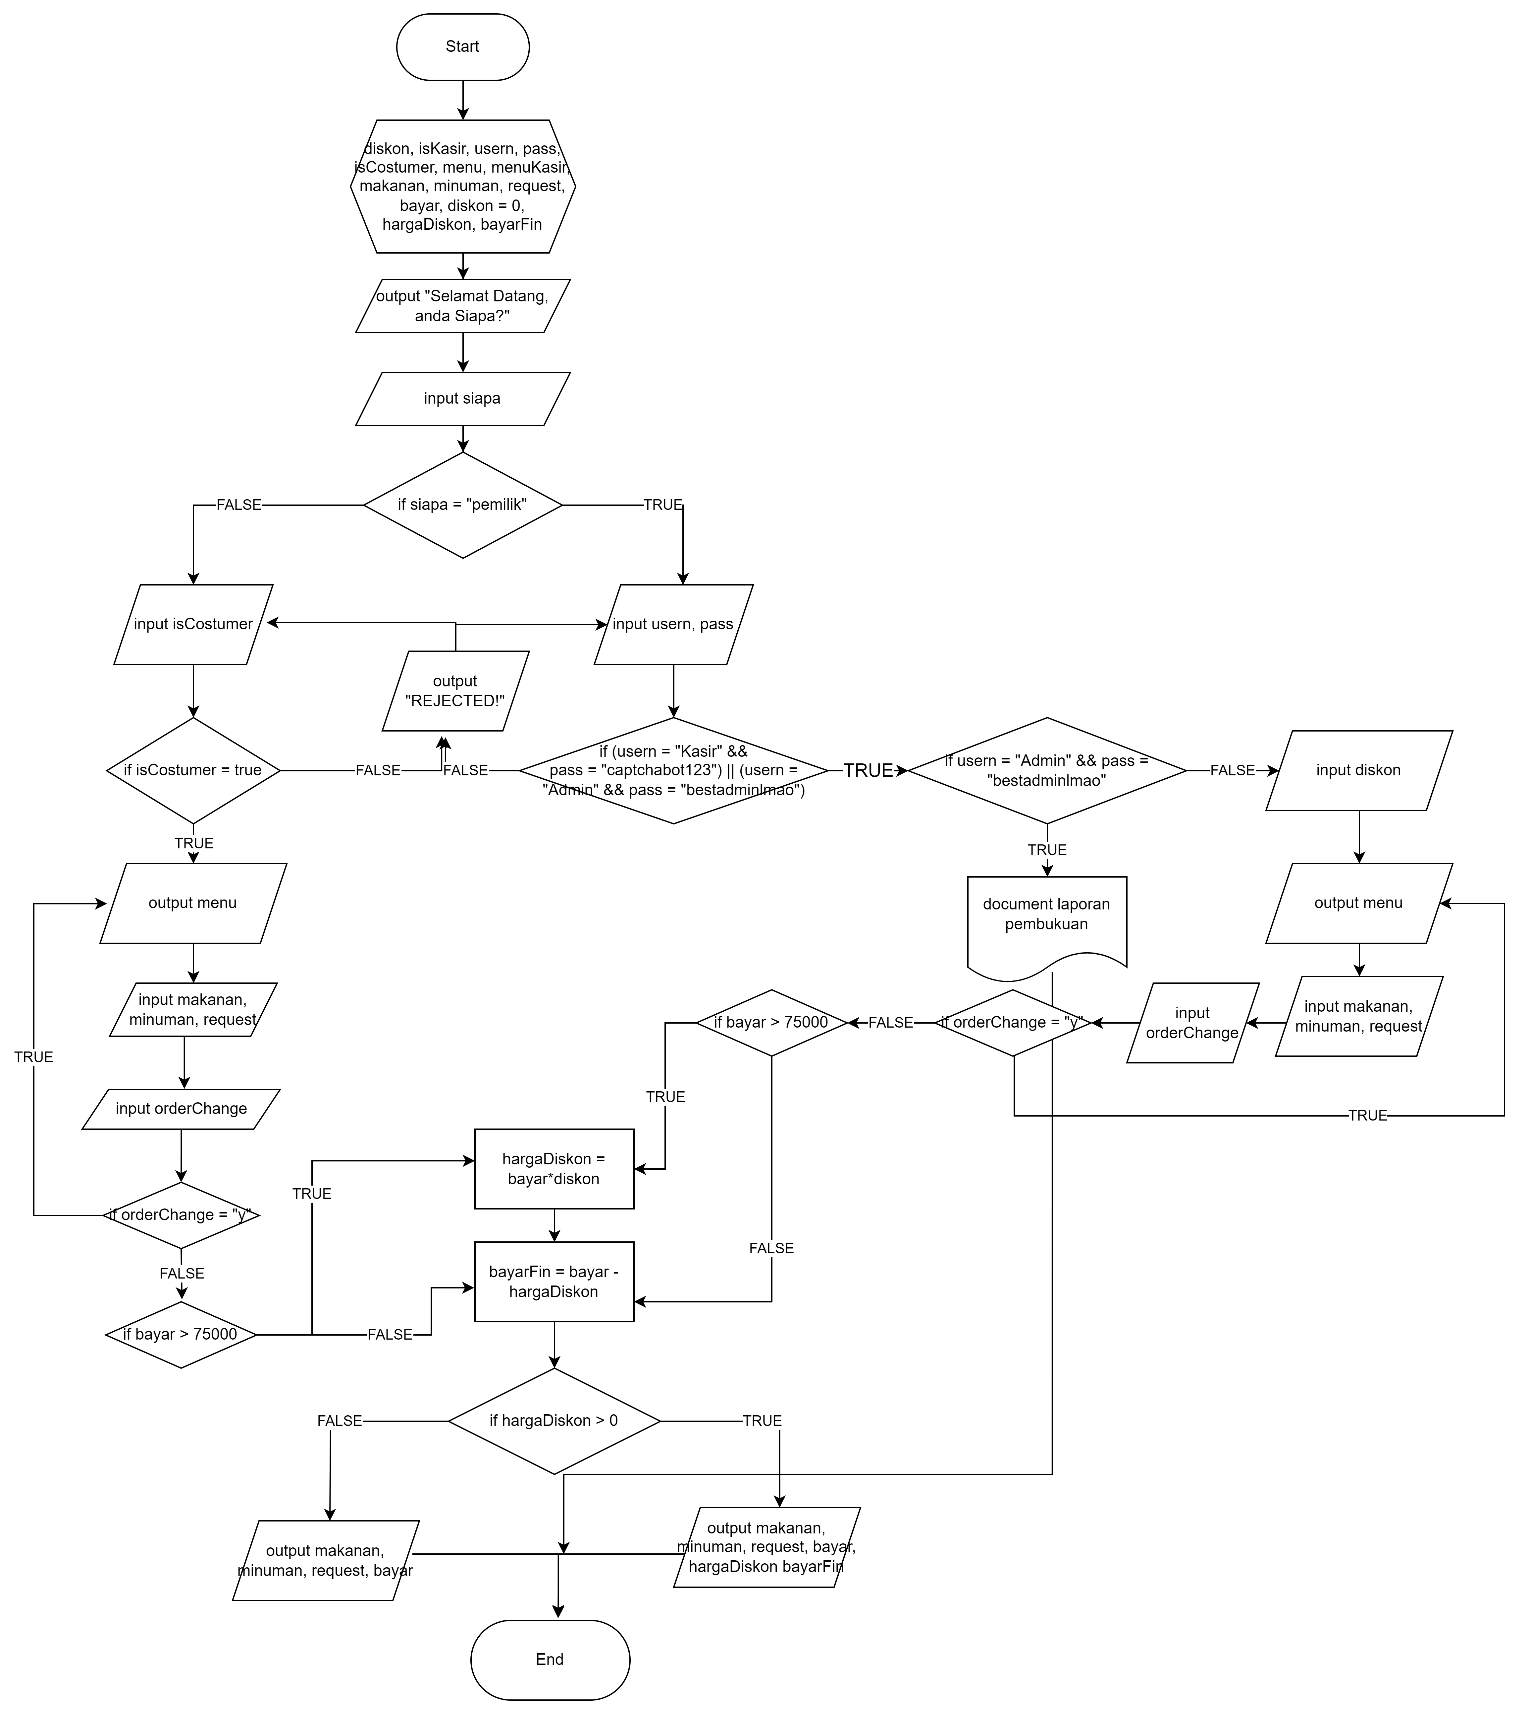 Start
diskon, isKasir, usern, pass,
isCostumer, menu, menuKasir,
makanan, minuman, request,
bayar, diskon = 0,
hargaDiskon, bayarFin
output "Selamat Datang,
anda Siapa?"
input siapa
if siapa = "pemilik"
FALSE
TRUE
input isCostumer
input usern, pass
output
"REJECTED!"
if isCostumer = true
FALSE
FALSE
if (usern = "Kasir" &&
pass = "captchabot123") || (usern =
"Admin" && pass = "bestadminlmao")
TRUE
if usern = "Admin" && pass =
"bestadminlmao"
FALSE
input diskon
TRUE
TRUE
output menu
document laporan
pembukuan
output menu
input makanan,
minuman, request
if bayar > 75000
FALSE
if orderChange = "y"
input
orderChange
input makanan,
minuman, request
TRUE
TRUE
input orderChange
TRUE
hargaDiskon =
bayar*diskon
TRUE
if orderChange = "y"
FALSE
FALSE
bayarFin = bayar -
hargaDiskon
if bayar > 75000
FALSE
FALSE
if hargaDiskon > 0
TRUE
output makanan,
minuman, request, bayar
output makanan,
minuman, request, bayar,
hargaDiskon bayarFin
End